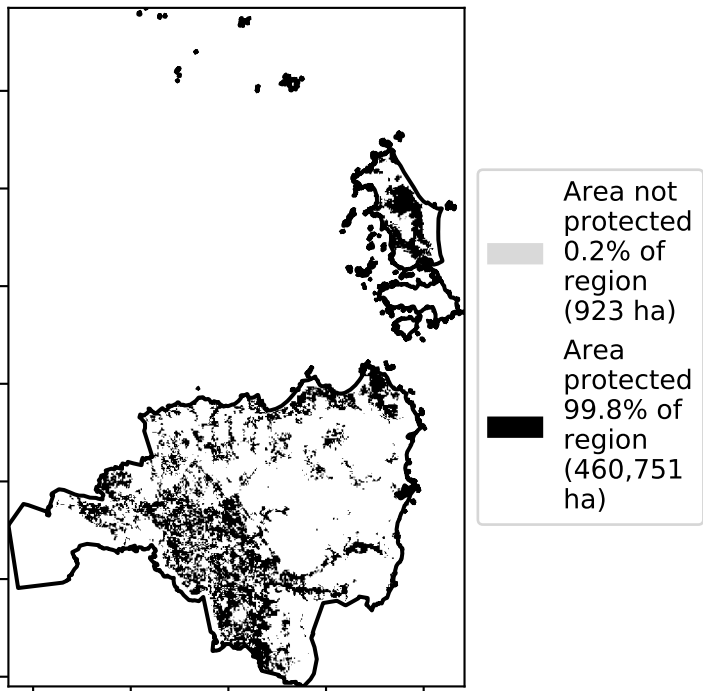 Area not
protected
0.2% of
region
(923 ha)
Area
protected
99.8% of
region
(460,751
ha)